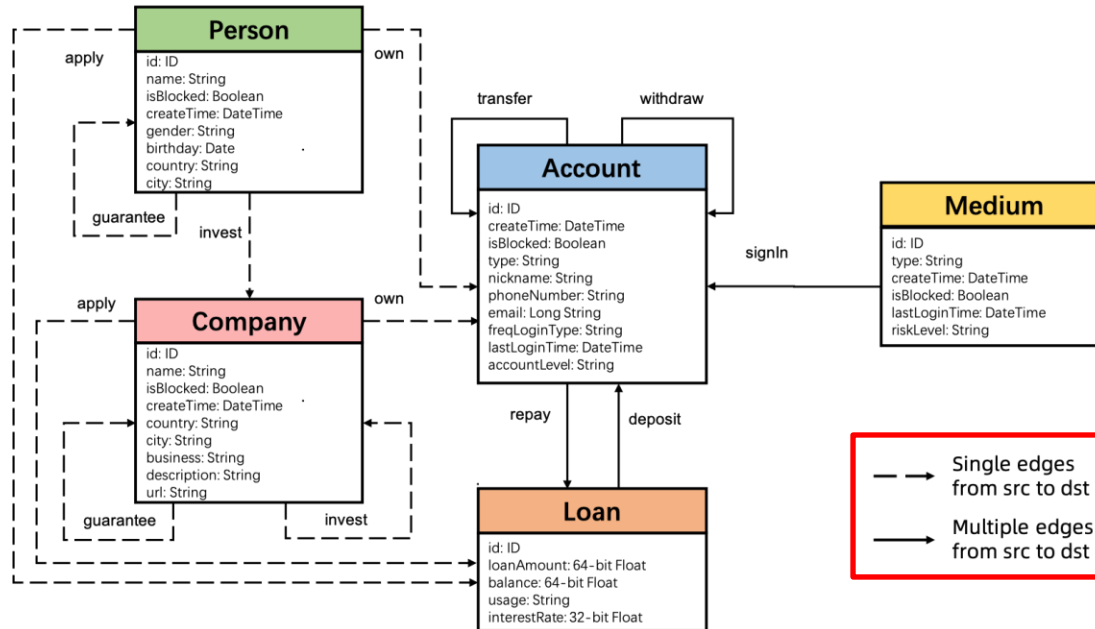 Person
id: ID
name: String
isBlocked: Boolean
createTime: DateTime
gender: String
birthday: Date
country: String
city: String
apply
own
guarantee
invest
transfer
withdraw
Account
id: ID
createTime: DateTime
isBlocked: Boolean
type: String
nickname: String
phoneNumber: String
email: Long String
freqLoginType: String
lastLoginTime: DateTime
accountLevel: String
signIn
Medium
id: ID
type: String
createTime: DateTime
isBlocked: Boolean
lastLoginTime: DateTime
riskLevel: String
apply
own
Company
id: ID
name: String
isBlocked: Boolean
createTime: DateTime
country: String
city: String
business: String
description: String
url: String
guarantee
invest
repay
deposit
Loan
id: ID
loanAmount: 64-bit Float
balance: 64-bit Float
usage: String
interestRate: 32-bit Float
Single edges
from src to dst
Multiple edges
from src to dst